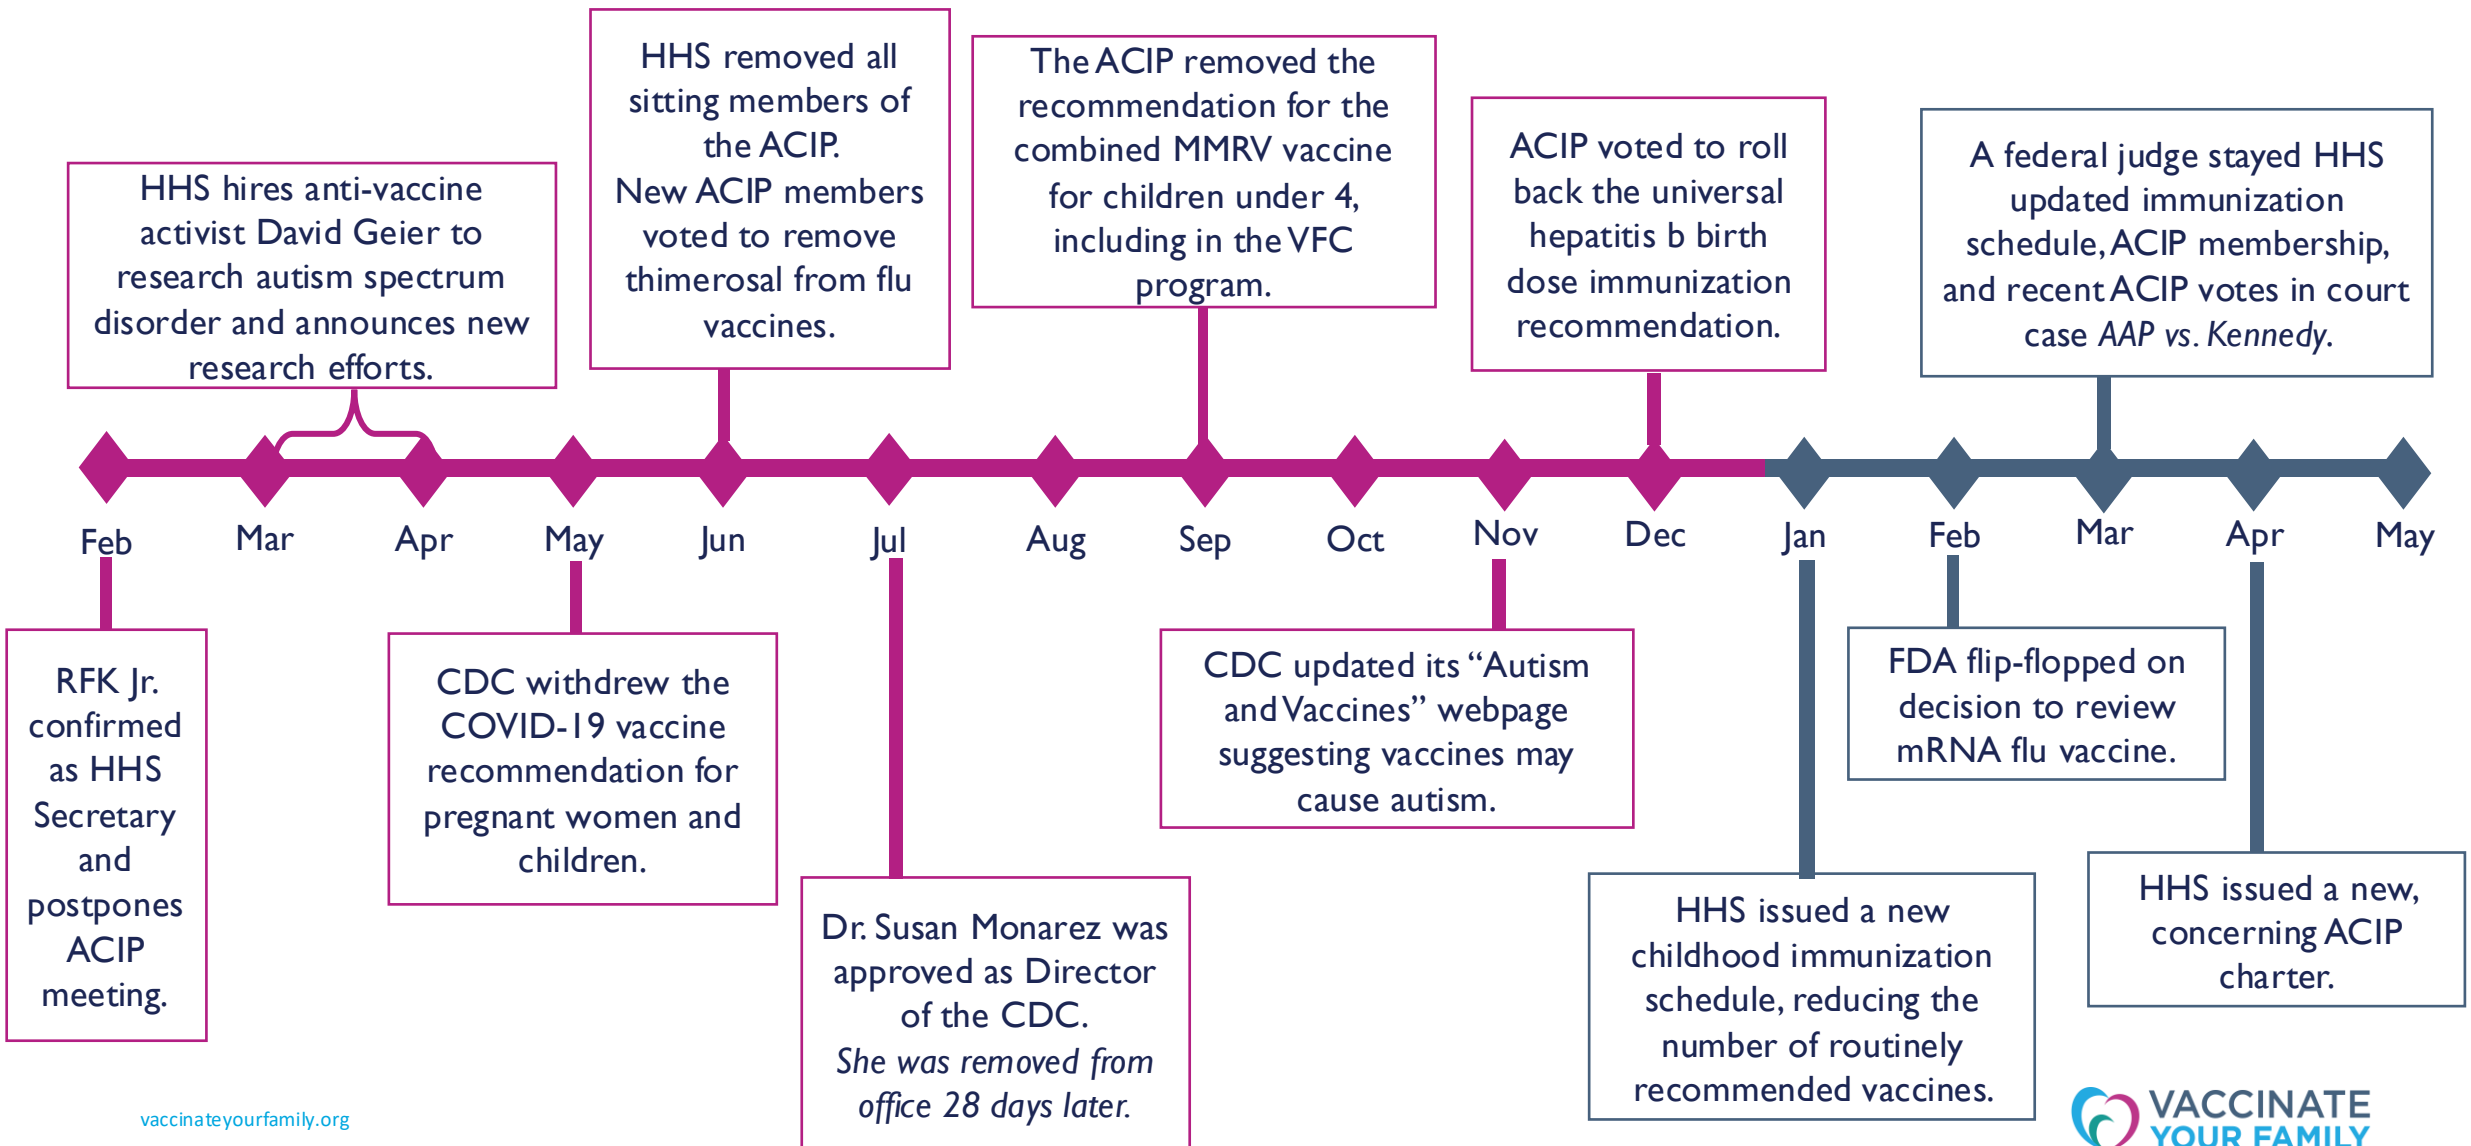 HHS hires anti-vaccine
activist David Geier to
research autism spectrum
disorder and announces new
research efforts.
HHS removed all
sitting members of
the ACIP.
New ACIP members
voted to remove
thimerosal from flu
vaccines.
The ACIP removed the
recommendation for the
combined MMRV vaccine
for children under 4,
including in the VFC
program.
ACIP voted to roll
back the universal
hepatitis b birth
dose immunization
recommendation.
A federal judge stayed HHS
updated immunization
schedule, ACIP membership,
and recent ACIP votes in court
case AAP vs. Kennedy.
Feb
Mar
Apr
May
Jun
Jul
Aug
Sep
Oct
Nov
Dec
Jan
Feb
Mar
Apr
May
RFK Jr.
confirmed
as HHS
Secretary
and
postpones
ACIP
meeting.
CDC withdrew the
COVID-19 vaccine
recommendation for
pregnant women and
children.
Dr. Susan Monarez was
approved as Director
of the CDC.
She was removed from
office 28 days later.
CDC updated its “Autism
and Vaccines” webpage
suggesting vaccines may
cause autism.
HHS issued a new
childhood immunization
schedule, reducing the
number of routinely
recommended vaccines.
FDA flip-flopped on
decision to review
mRNA flu vaccine.
HHS issued a new,
concerning ACIP
charter.
vaccinateyourfamily.org
VACCINATE
YOUR FAMILY